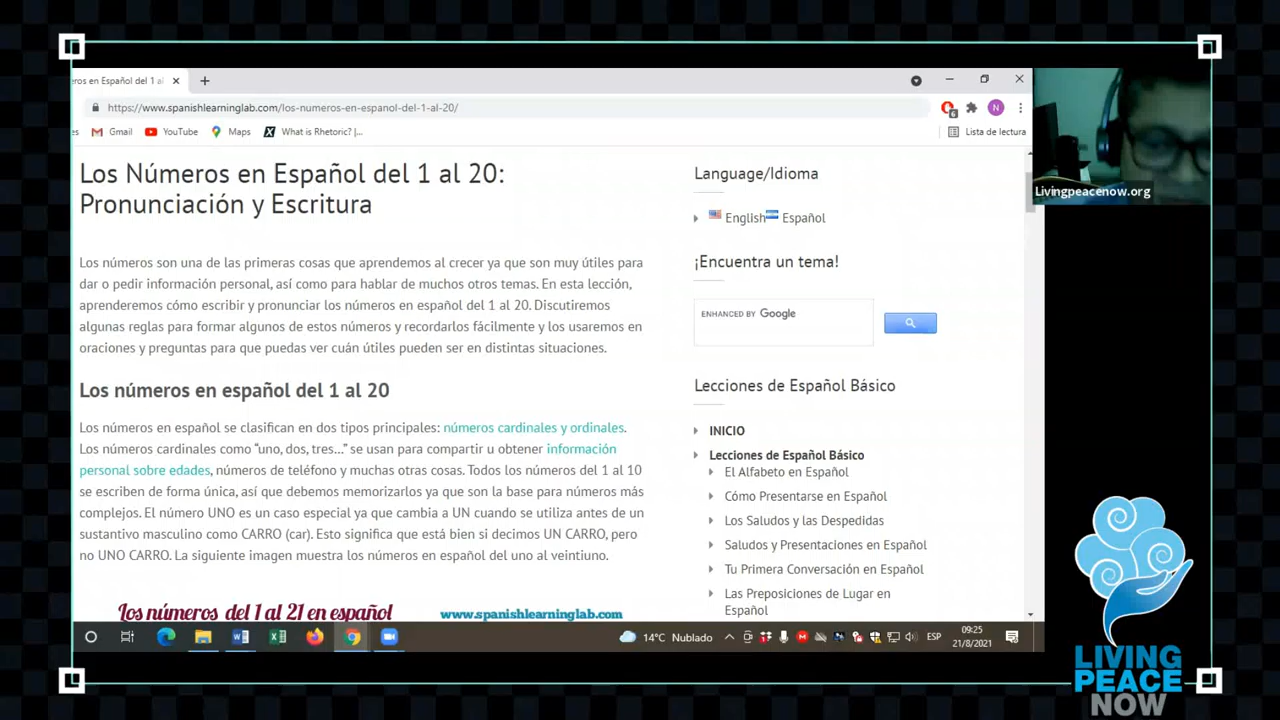 eros en Español del 1 al
https://www.spanishlearninglab.com/los-numeros-en-espanol-del-1-al-20/
es Gmail YouTube Maps What is Rhetoric? |... Lista de lectura
Los Números en Español del 1 al 20:
Pronunciación y Escritura
Los números son una de las primeras cosas que aprendemos al crecer ya que son muy útiles para
dar o pedir información personal, así como para hablar de muchos otros temas. En esta lección,
aprenderemos cómo escribir y pronunciar los números en español del 1 al 20. Discutiremos
algunas reglas para formar algunos de estos números y recordarlos fácilmente y los usaremos en
oraciones y preguntas para que puedas ver cuán útiles pueden ser en distintas situaciones.
Los números en español del 1 al 20
Los números en español se clasifican en dos tipos principales: números cardinales y ordinales.
Los números cardinales como “uno, dos, tres...” se usan para compartir u obtener información
personal sobre edades, números de teléfono y muchas otras cosas. Todos los números del 1 al 10
se escriben de forma única, así que debemos memorizarlos ya que son la base para números más
complejos. El número UNO es un caso especial ya que cambia a UN cuando se utiliza antes de un
sustantivo masculino como CARRO (car). Esto significa que está bien si decimos UN CARRO, pero
no UNO CARRO. La siguiente imagen muestra los números en español del uno al veintiuno.
Los números del 1 al 21 en español www.spanishlearninglab.com
Language/Idioma
English Español
¡Encuentra un tema!
ENHANCED BY Google
Lecciones de Español Básico
INICIO
Lecciones de Español Básico
El Alfabeto en Español
Cómo Presentarse en Español
Los Saludos y las Despedidas
Saludos y Presentaciones en Español
Tu Primera Conversación en Español
Las Preposiciones de Lugar en
Español
Livingpeacenow.org
14°C Nublado ESP 09:25
21/8/2021
LIVING
PEACE
NOW